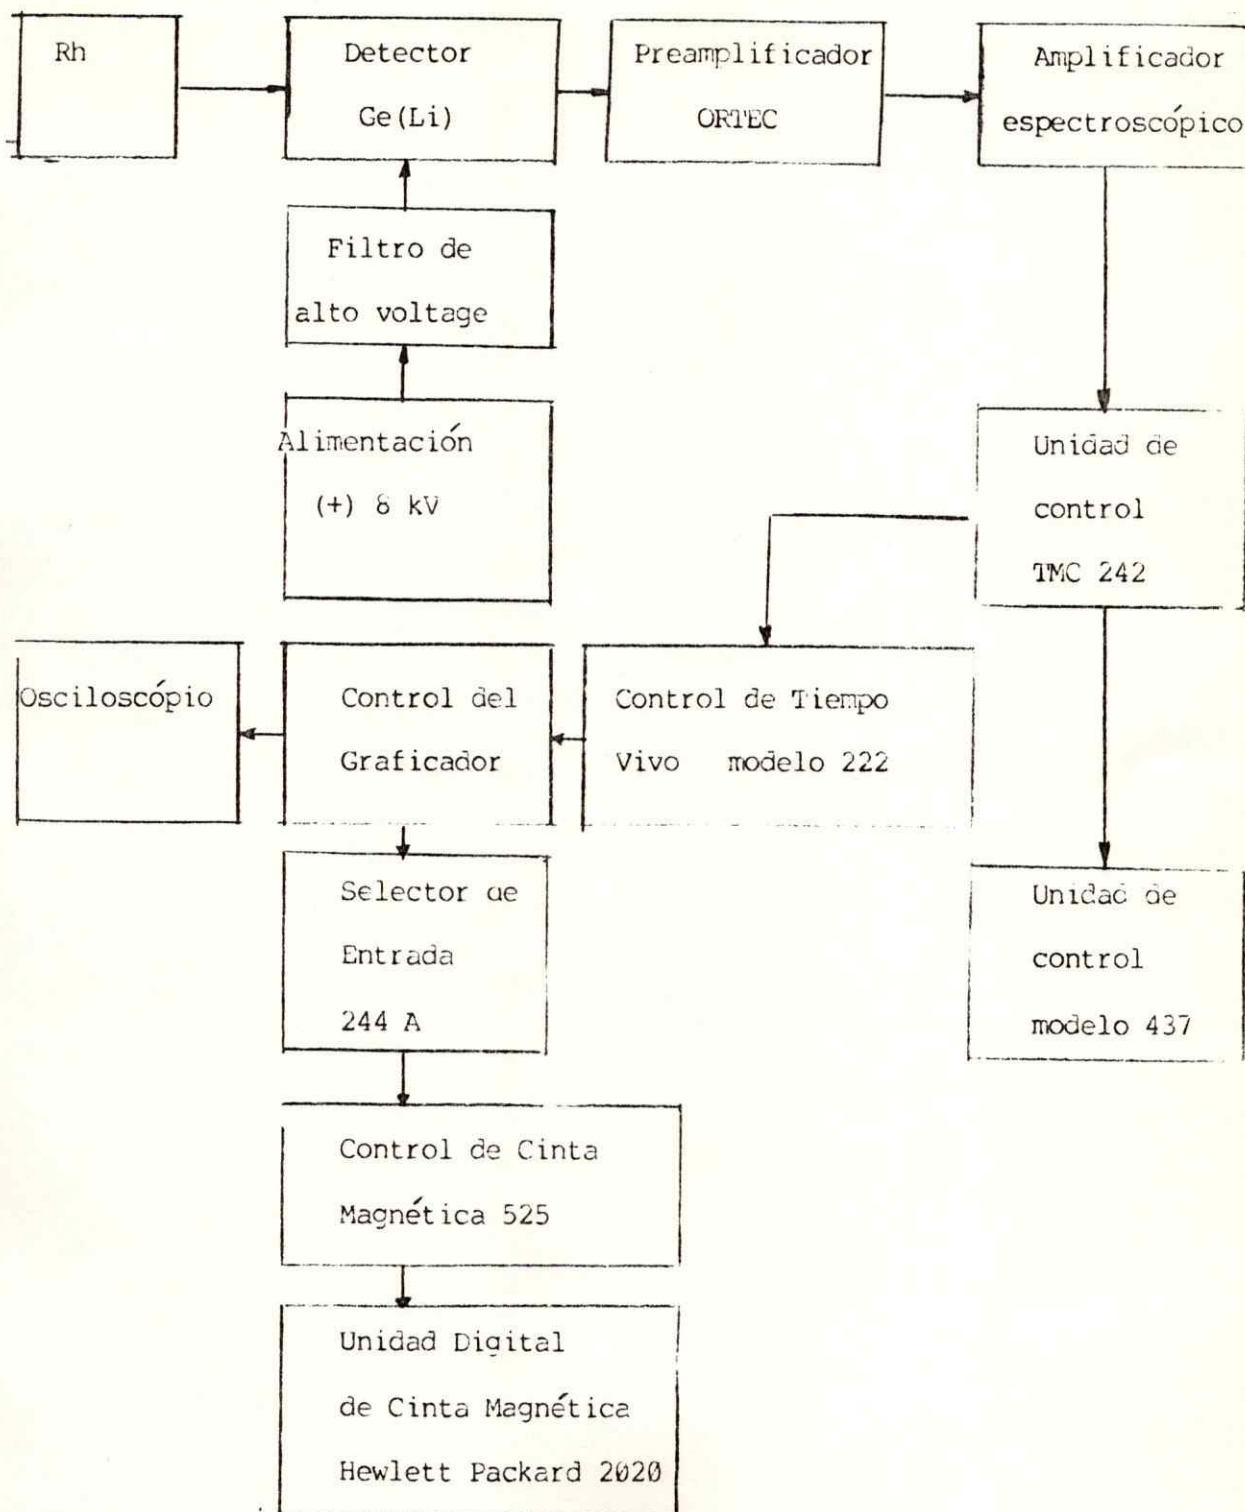 Rh
Detector
Ge(Li)
Preamplificador
ORTEC
Amplificador
espectroscópico
Filtro de
alto voltage
Alimentación
(+) 8 kV
Unidad de
control
TMC 242
Osciloscópio
Control del
Graficador
Control de Tiempo
Vivo modelo 222
Selector de
Entrada
244 A
Unidad de
control
modelo 437
Control de Cinta
Magnética 525
Unidad Digital
de Cinta Magnética
Hewlett Packard 2020